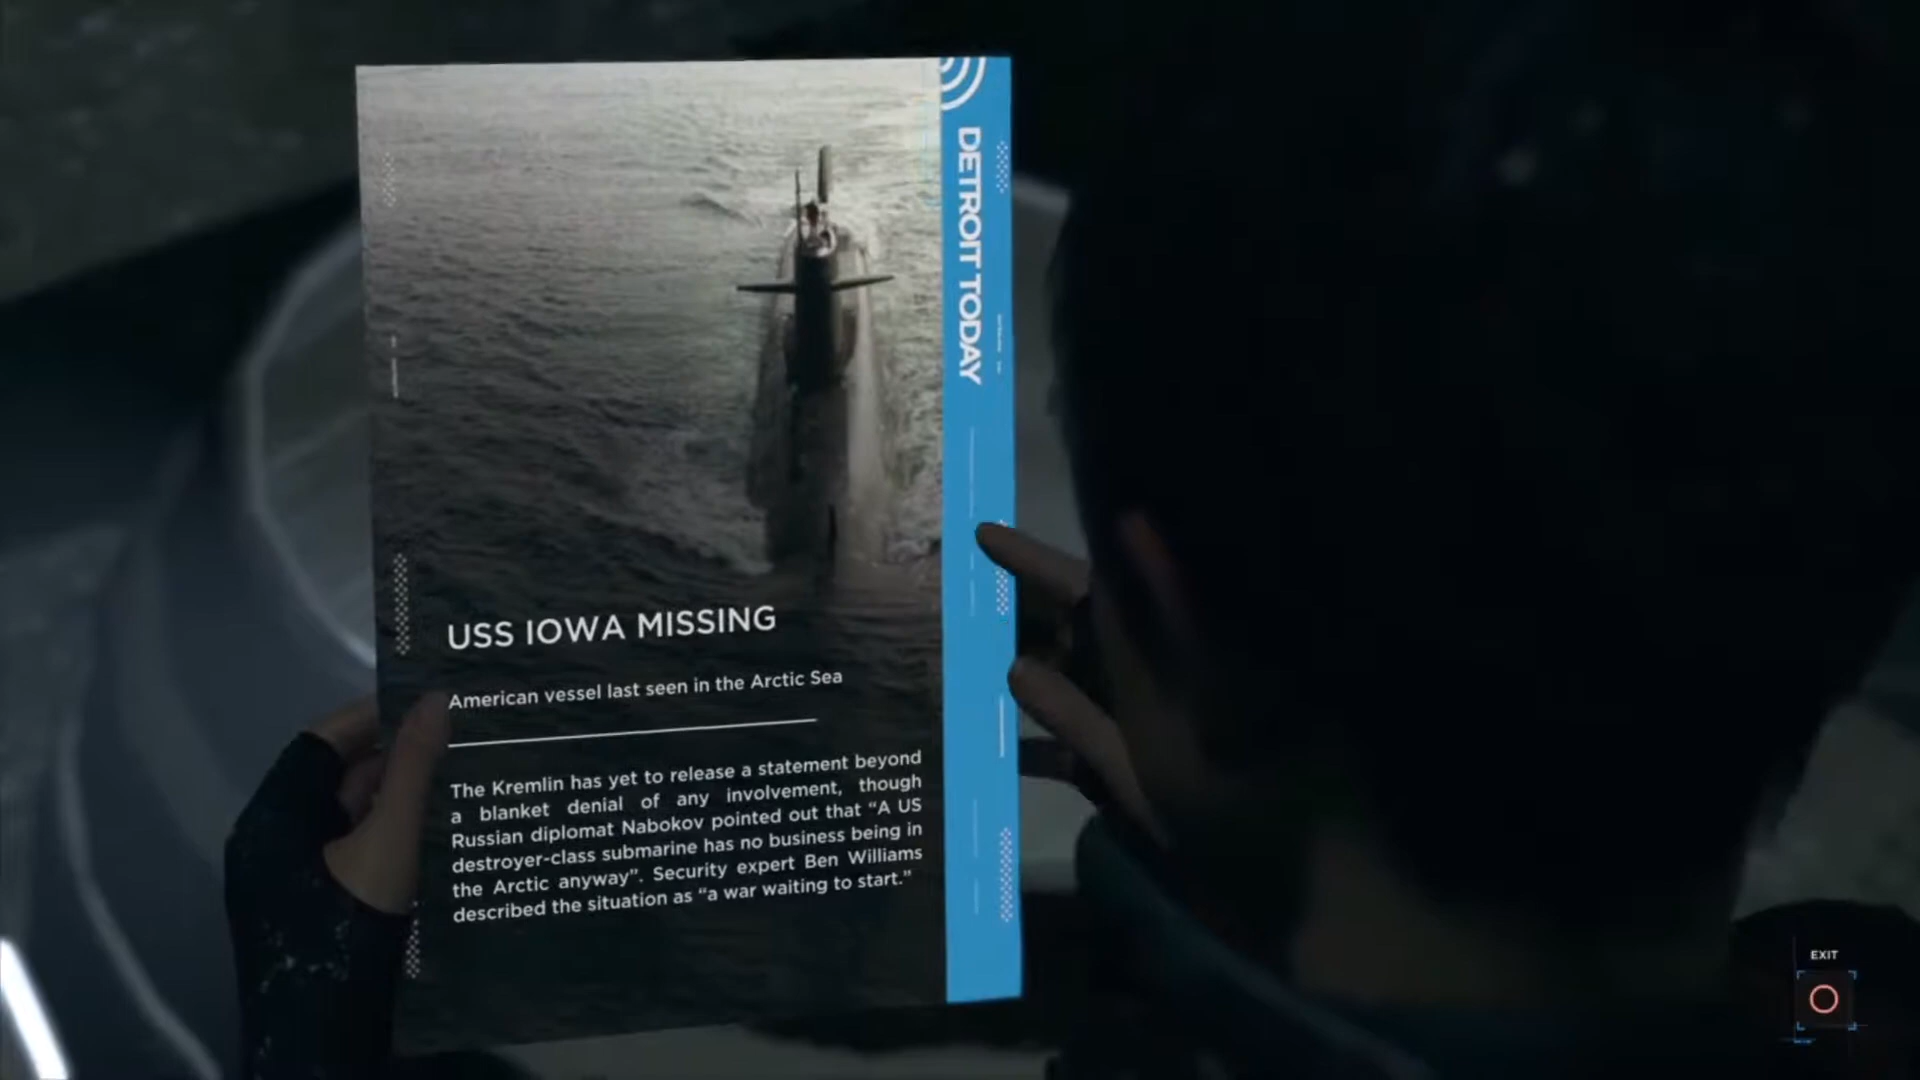 DETROIT TODAY
USS IOWA MISSING
American vessel last seen in the Arctic Sea
The Kremlin has yet to release a statement beyond
a blanket denial of any involvement, though
Russian diplomat Nabokov pointed out that “A US
destroyer-class submarine has no business being in
the Arctic anyway”. Security expert Ben Williams
described the situation as “a war waiting to start.”
EXIT